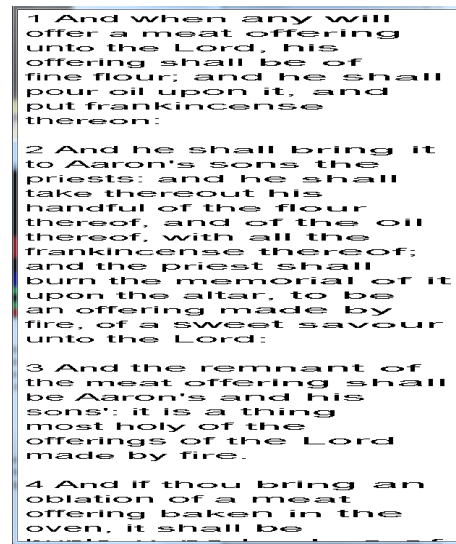 1 And when any will
offer a meat offering
unto the Lord, his
offering shall be of
fine flour; and he shall
pour oil upon it, and
put frankincense
thereon:
2 And he shall bring it
to Aaron's sons the
priests: and he shall
take thereout his
handful of the flour
thereof, and of the oil
thereof, with all the
frankincense thereof;
and the priest shall
burn the memorial of it
upon the altar, to be
an offering made by
fire, of a sweet savour
unto the Lord:
3 And the remnant of
the meat offering shall
be Aaron's and his
sons': it is a thing
most holy of the
offerings of the Lord
made by fire.
4 And if thou bring an
oblation of a meat
offering baken in the
oven, it shall be